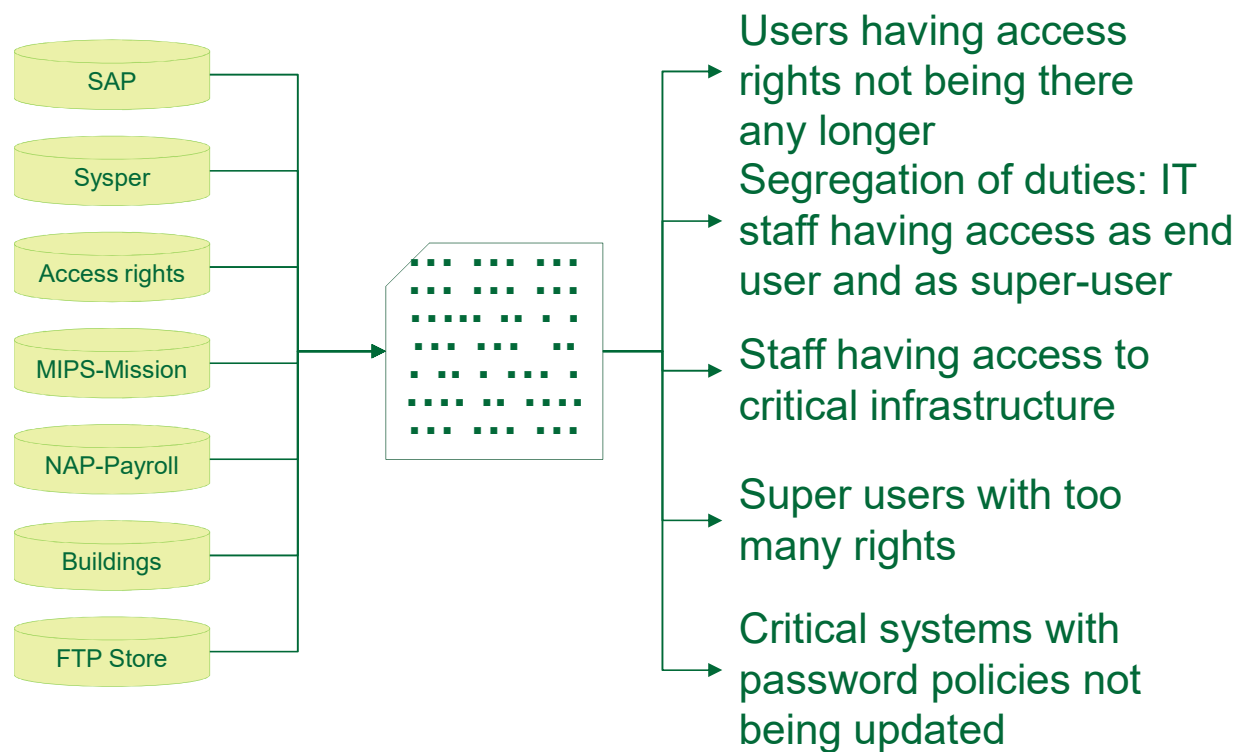 SAP
Sysper
Access rights
MIPS-Mission
NAP-Payroll
Buildings
FTP Store
Users having access
rights not being there
any longer
Segregation of duties: IT
staff having access as end
user and as super-user
Staff having access to
critical infrastructure
Super users with too
many rights
Critical systems with
password policies not
being updated